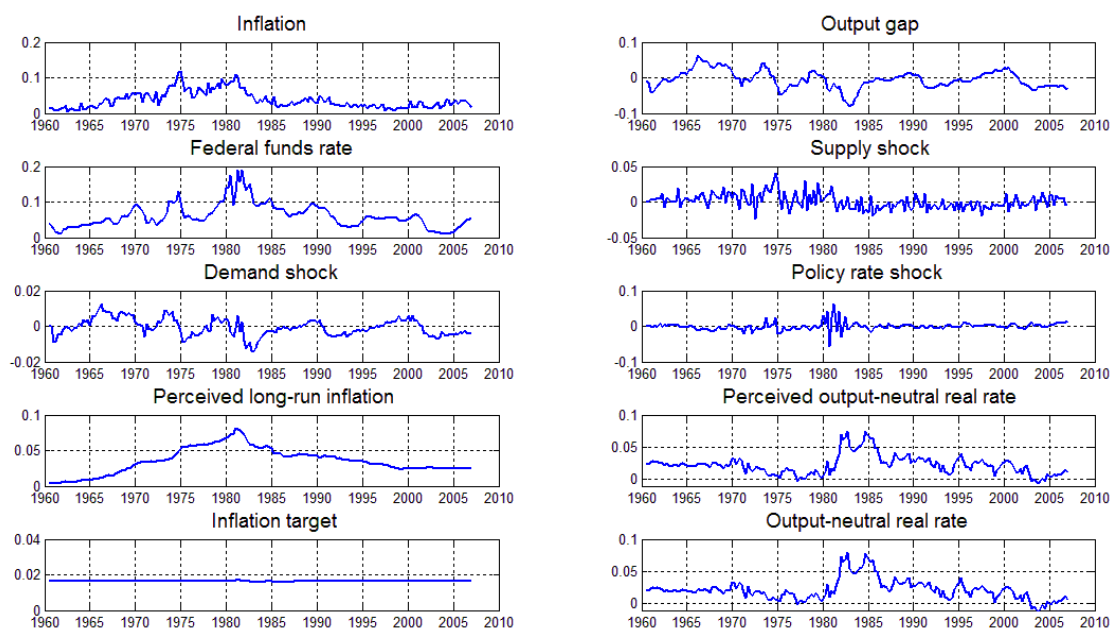 Inflation
0.2
0.1
0
1960 1965 1970 1975 1980 1985 1990 1995 2000 2005 2010
Output gap
0.1
0
-0.1
1960 1965 1970 1975 1980 1985 1990 1995 2000 2005 2010
Federal funds rate
0.2
0.1
0
1960 1965 1970 1975 1980 1985 1990 1995 2000 2005 2010
Supply shock
0.05
0
-0.05
1960 1965 1970 1975 1980 1985 1990 1995 2000 2005 2010
Demand shock
0.02
0
-0.02
1960 1965 1970 1975 1980 1985 1990 1995 2000 2005 2010
Policy rate shock
0.1
0
-0.1
1960 1965 1970 1975 1980 1985 1990 1995 2000 2005 2010
Perceived long-run inflation
0.1
0.05
0
1960 1965 1970 1975 1980 1985 1990 1995 2000 2005 2010
Perceived output-neutral real rate
0.1
0.05
0
1960 1965 1970 1975 1980 1985 1990 1995 2000 2005 2010
Inflation target
0.04
0.02
0
1960 1965 1970 1975 1980 1985 1990 1995 2000 2005 2010
Output-neutral real rate
0.1
0.05
0
1960 1965 1970 1975 1980 1985 1990 1995 2000 2005 2010